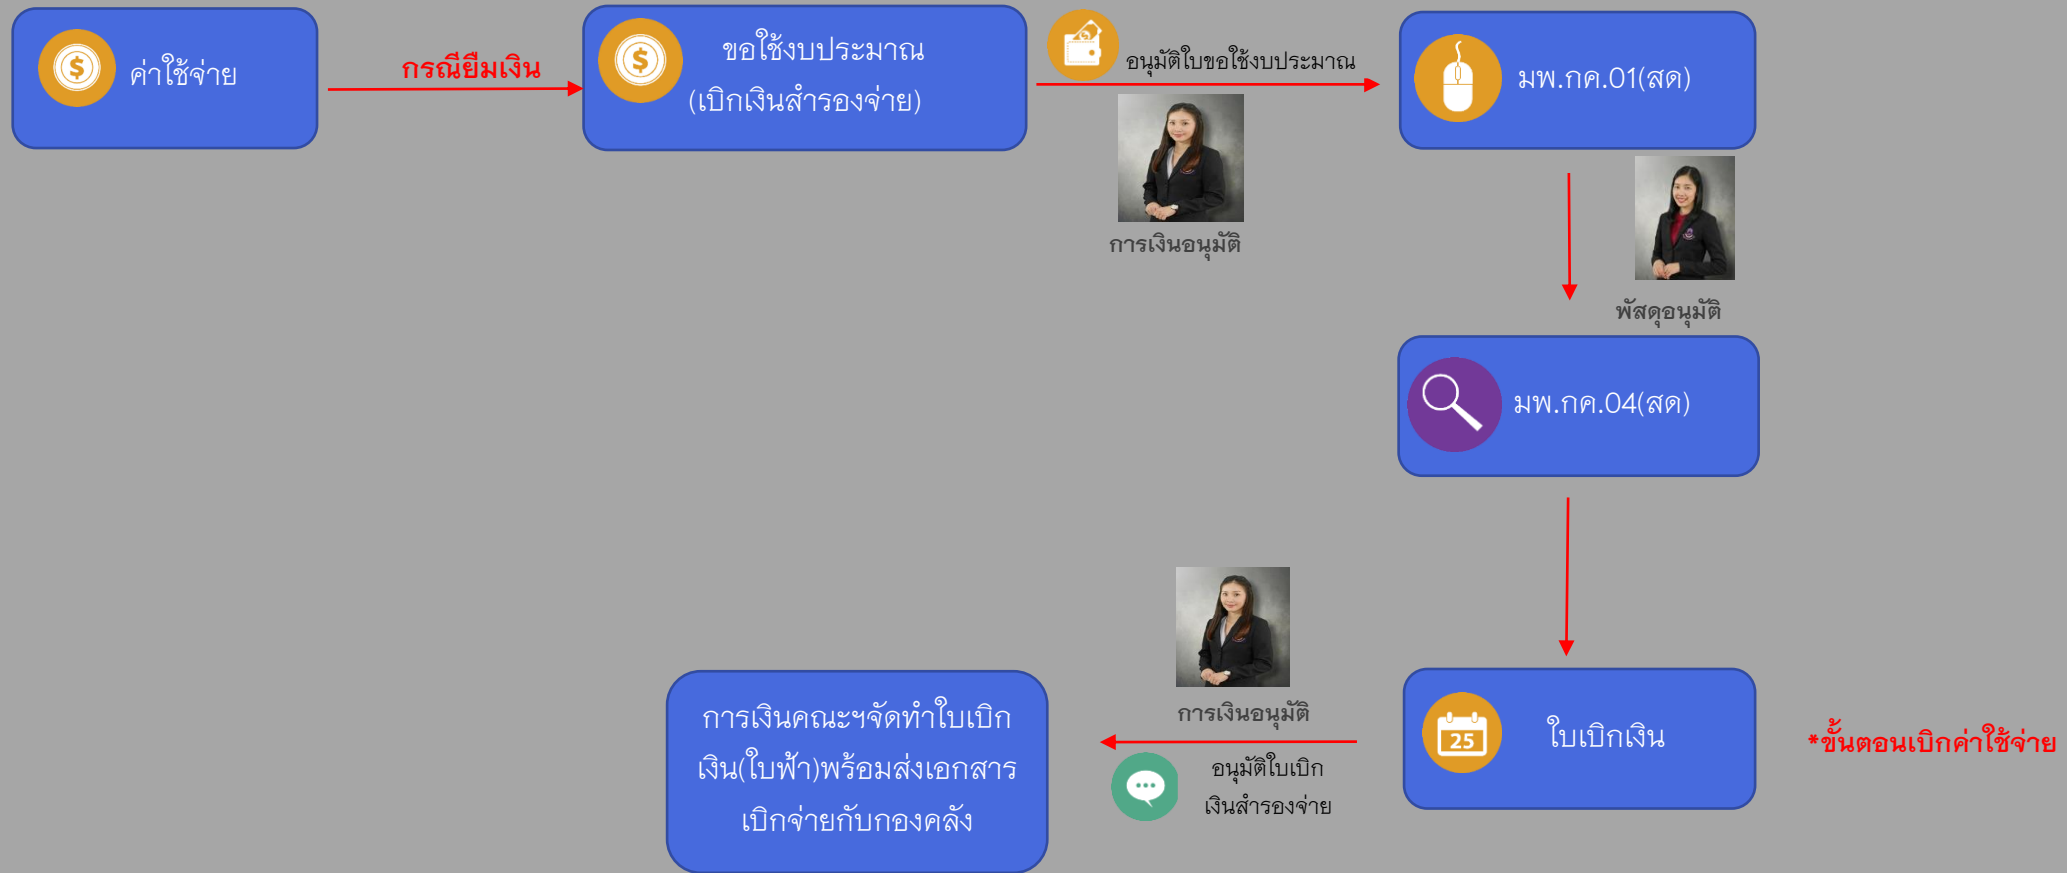 ค่าใช้จ่าย
กรณียืมเงิน
ขอใช้งบประมาณ
(เบิกเงินสำรองจ่าย)
อนุมัติใบขอใช้งบประมาณ
การเงินอนุมัติ
มพ.กค.01(สด)
พัสดุอนุมัติ
มพ.กค.04(สด)
ใบเบิกเงิน
25
*ขั้นตอนเบิกค่าใช้จ่าย
การเงินอนุมัติ
อนุมัติใบเบิก
เงินสำรองจ่าย
การเงินคณะฯจัดทำใบเบิก
เงิน(ใบฟ้า)พร้อมส่งเอกสาร
เบิกจ่ายกับกองคลัง